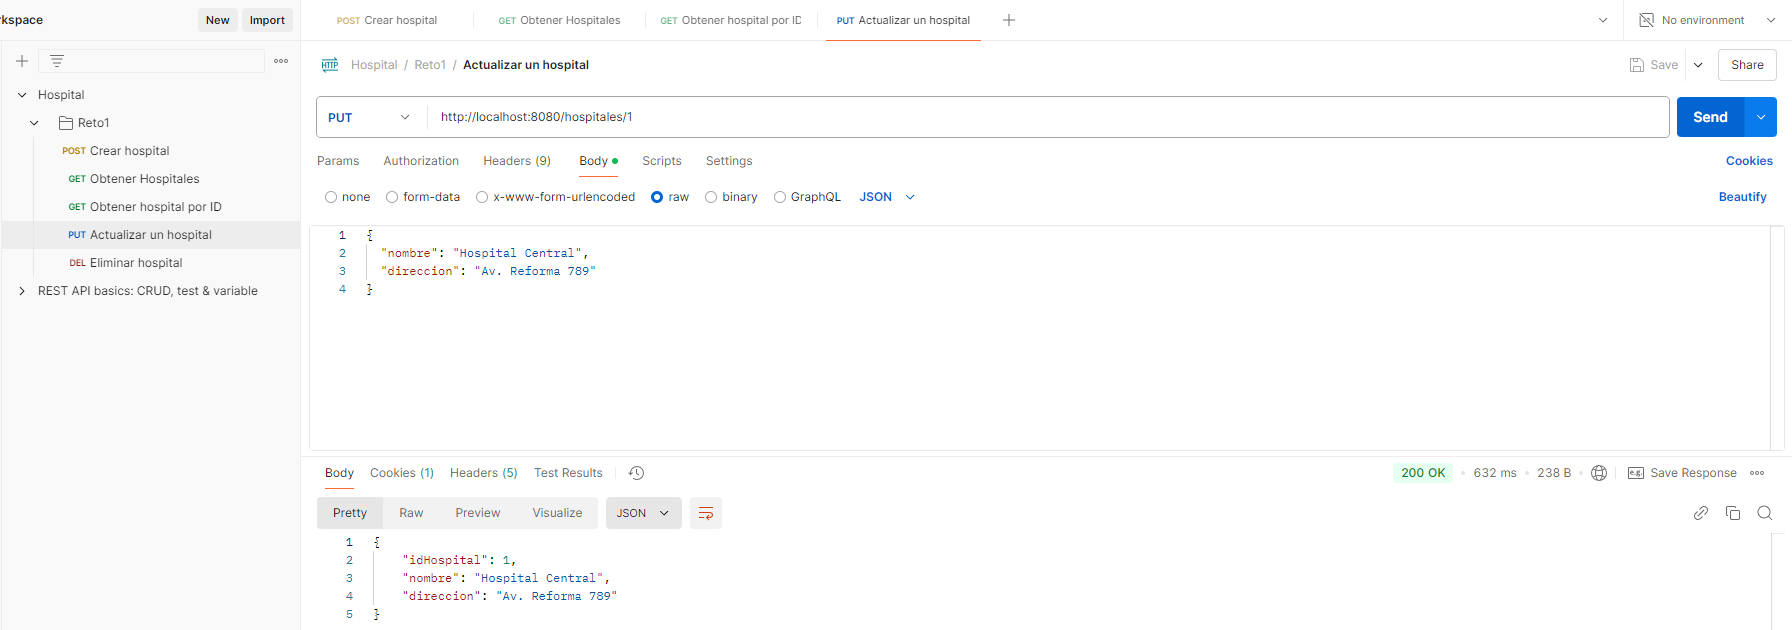 rkspace New Import
POST Crear hospital GET Obtener Hospitales GET Obtener hospital por ID PUT Actualizar un hospital No environment
HTTP Hospital / Reto1 / Actualizar un hospital Save Share
Hospital
Reto1
POST Crear hospital
GET Obtener Hospitales
GET Obtener hospital por ID
PUT Actualizar un hospital
DEL Eliminar hospital
REST API basics: CRUD, test & variable
PUT http://localhost:8080/hospitales/1 Send
Params Authorization Headers (9) Body Scripts Settings Cookies
none form-data x-www-form-urlencoded raw binary GraphQL JSON Beautify
1 {
2 "nombre": "Hospital Central",
3 "direccion": "Av. Reforma 789"
4 }
Body Cookies (1) Headers (5) Test Results 200 OK 632 ms 238 B e.g. Save Response
Pretty Raw Preview Visualize JSON
1 {
2 "idHospital": 1,
3 "nombre": "Hospital Central",
4 "direccion": "Av. Reforma 789"
5 }